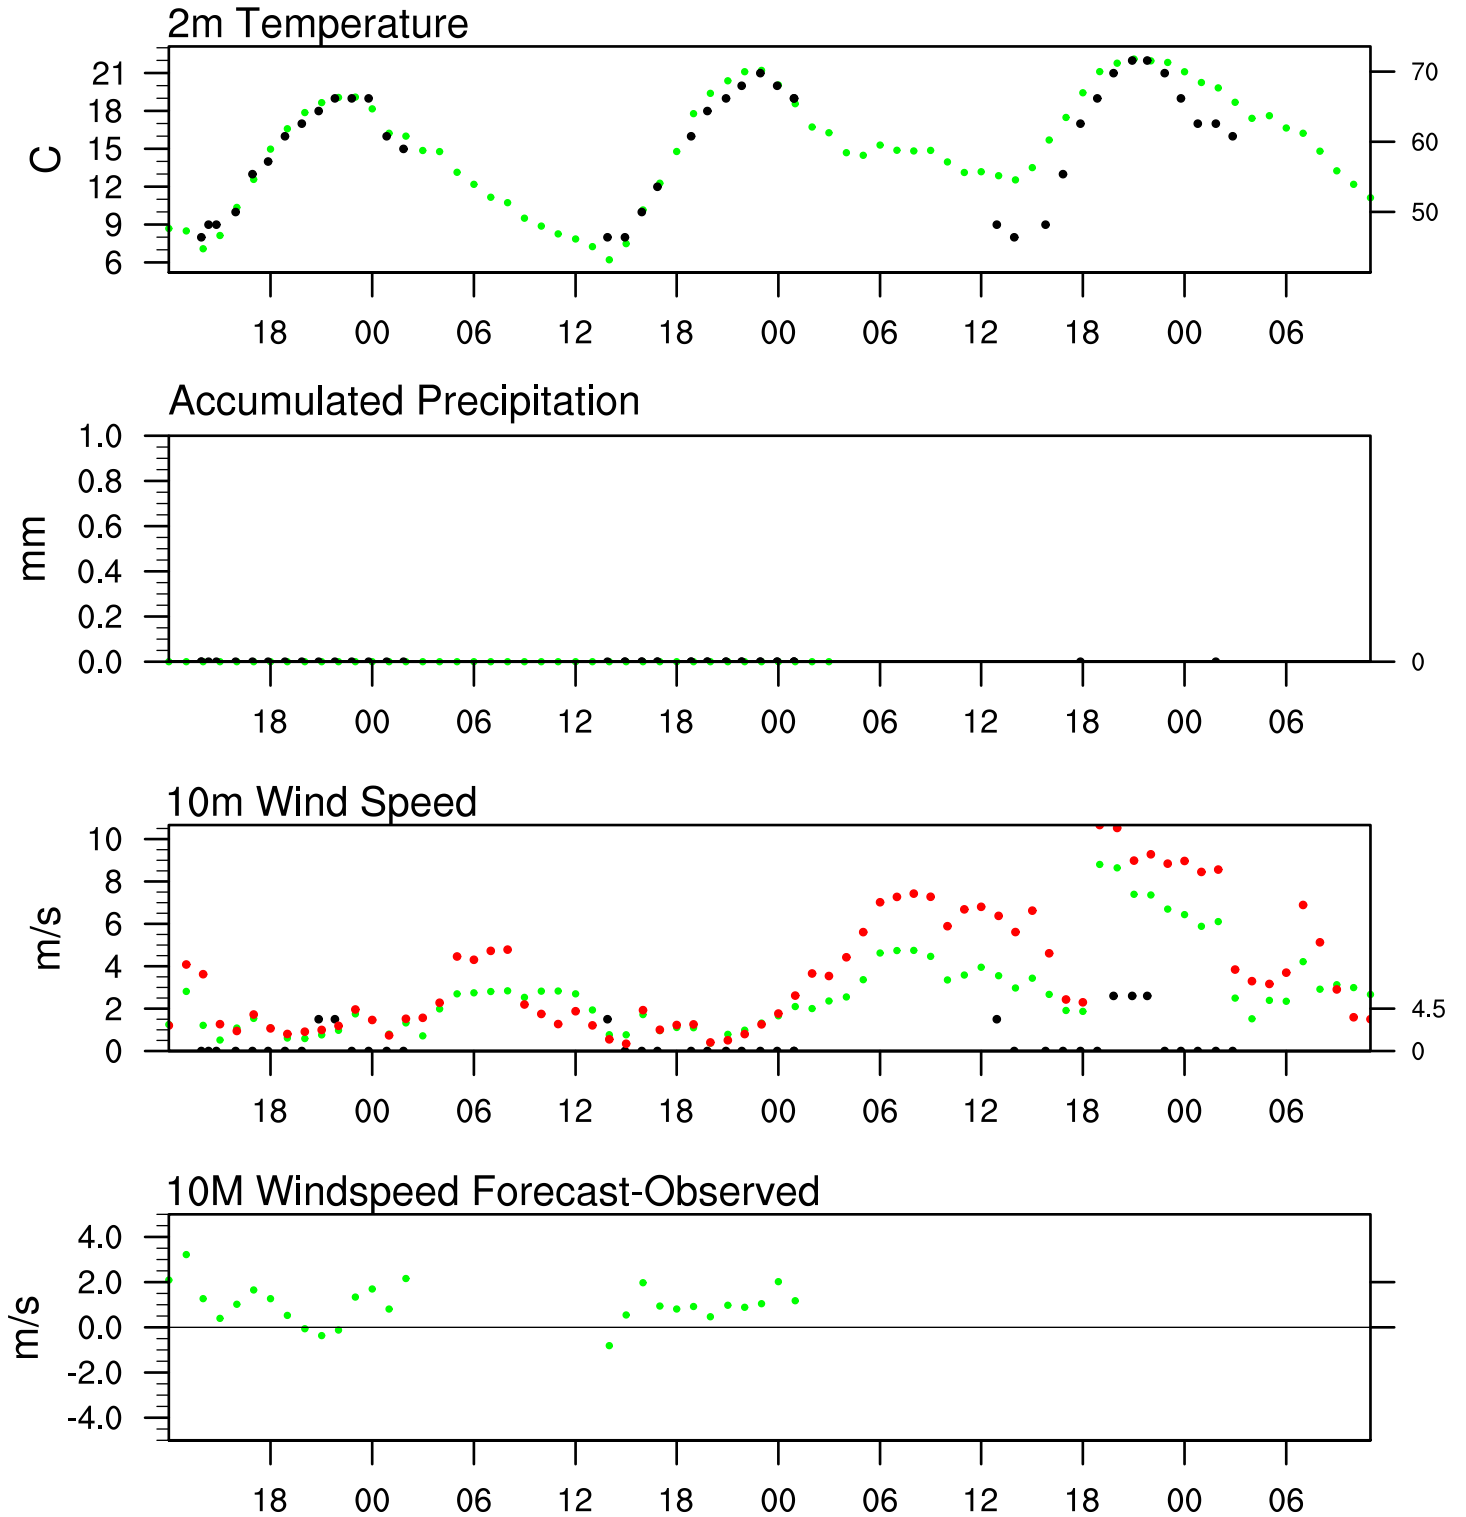 2m Temperature
21
18
15
12
9
6
C
70
60
50
18 00 06 12 18 00 06 12 18 00 06
Accumulated Precipitation
1.0
0.8
0.6
0.4
0.2
0.0
mm
0
18 00 06 12 18 00 06 12 18 00 06
10m Wind Speed
10
8
6
4
2
0
m/s
4.5
0
18 00 06 12 18 00 06 12 18 00 06
10M Windspeed Forecast-Observed
4.0
2.0
0.0
-2.0
-4.0
m/s
18 00 06 12 18 00 06 12 18 00 06